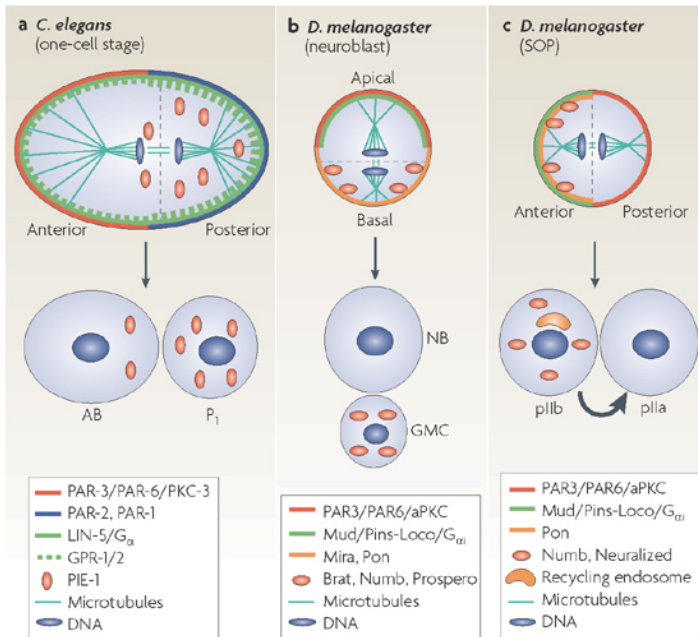 a C. elegans
(one-cell stage)
Anterior
Posterior
AB
P1
PAR-3/PAR-6/PKC-3
PAR-2, PAR-1
LIN-5/Gα
GPR-1/2
PIE-1
Microtubules
DNA
b D. melanogaster
(neuroblast)
Apical
Basal
NB
GMC
PAR3/PAR6/aPKC
Mud/Pins-Loco/Gαi
Mira, Pon
Brat, Numb, Prospero
Microtubules
DNA
c D. melanogaster
(SOP)
Anterior
Posterior
pIIb
pIIa
PAR3/PAR6/aPKC
Mud/Pins-Loco/Gαi
Pon
Numb, Neuralized
Recycling endosome
Microtubules
DNA